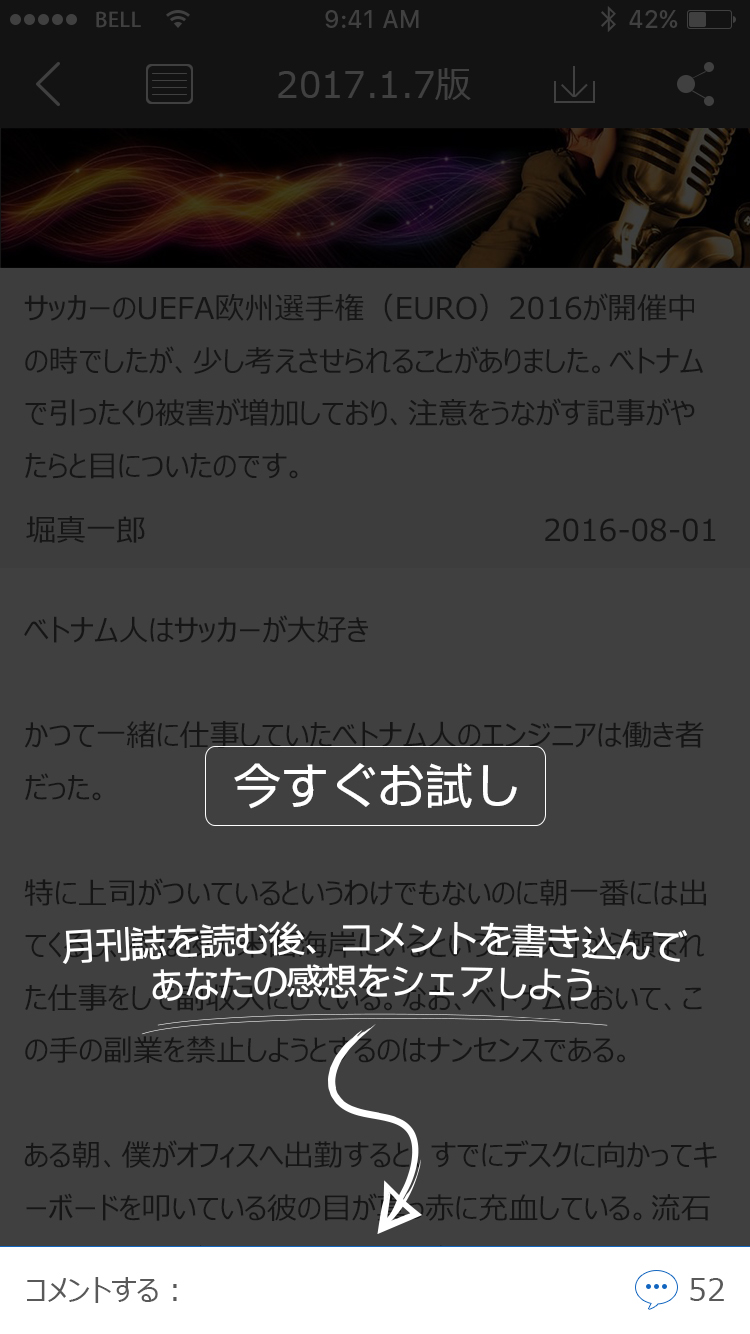 BELL 9:41 AM 42%
2017.1.7版
サッカーのUEFA欧州選手権（EURO）2016が開催中
の時でしたが、少し考えさせられることがありました。ベトナム
で引ったくり被害が増加しており、注意をうながす記事がや
たらと目についたのです。
堀真一郎 2016-08-01
ベトナム人はサッカーが大好き
かつて一緒に仕事していたベトナム人のエンジニアは働き者
だった。
今すぐお試し
特に上司がついているというわけでもないのに朝一番には出
月刊誌を読む後、コメントを書き込んで
あなたの感想をシェアしよう
た仕事をして副収入にしている。なお、ベトナムにおいて、こ
の手の副業を禁止しようとするのはナンセンスである。
ある朝、僕がオフィスへ出勤すると、すでにデスクに向かってキ
ーボードを叩いている彼の目が 赤に充血している。流石
コメントする： 52